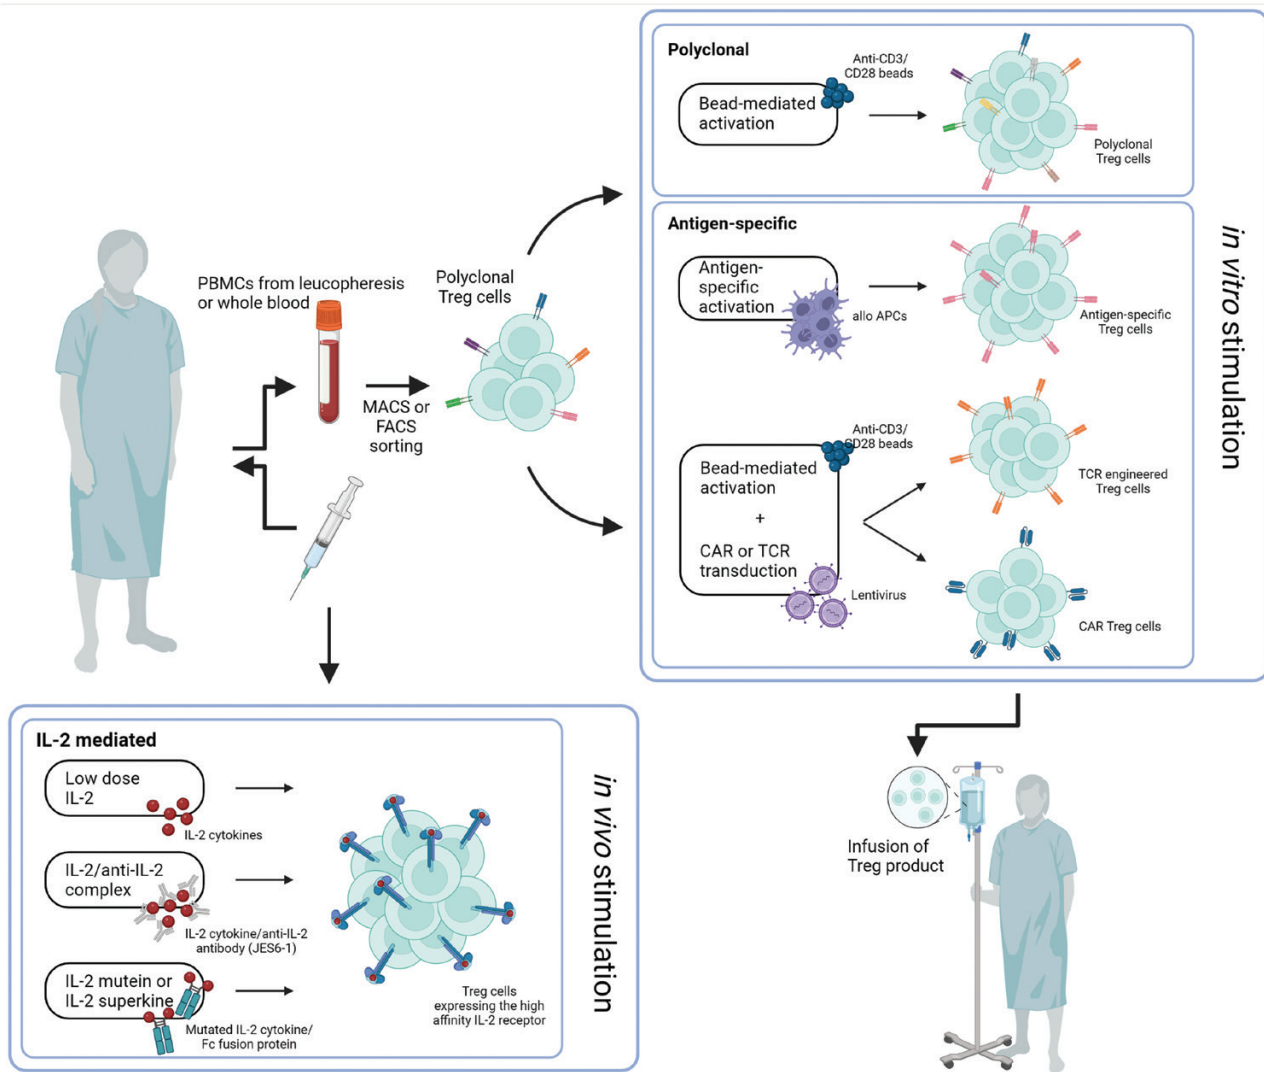 Polyclonal
Bead-mediated
activation
Anti-CD3/
CD28 beads
Polyclonal
Treg cells
Antigen-specific
Antigen-
specific
activation
allo APCs
Antigen-specific
Treg cells
Bead-mediated
activation
+
CAR or TCR
transduction
Anti-CD3/
CD28 beads
Lentivirus
TCR engineered
Treg cells
CAR Treg cells
in vitro stimulation
PBMCs from leucopheresis
or whole blood
MACS or
FACS
sorting
Polyclonal
Treg cells
IL-2 mediated
Low dose
IL-2
IL-2 cytokines
IL-2/anti-IL-2
complex
IL-2 cytokine/anti-IL-2
antibody (JES6-1)
IL-2 mutein or
IL-2 superkine
Mutated IL-2 cytokine/
Fc fusion protein
Treg cells
expressing the high
affinity IL-2 receptor
in vivo stimulation
Infusion of
Treg product